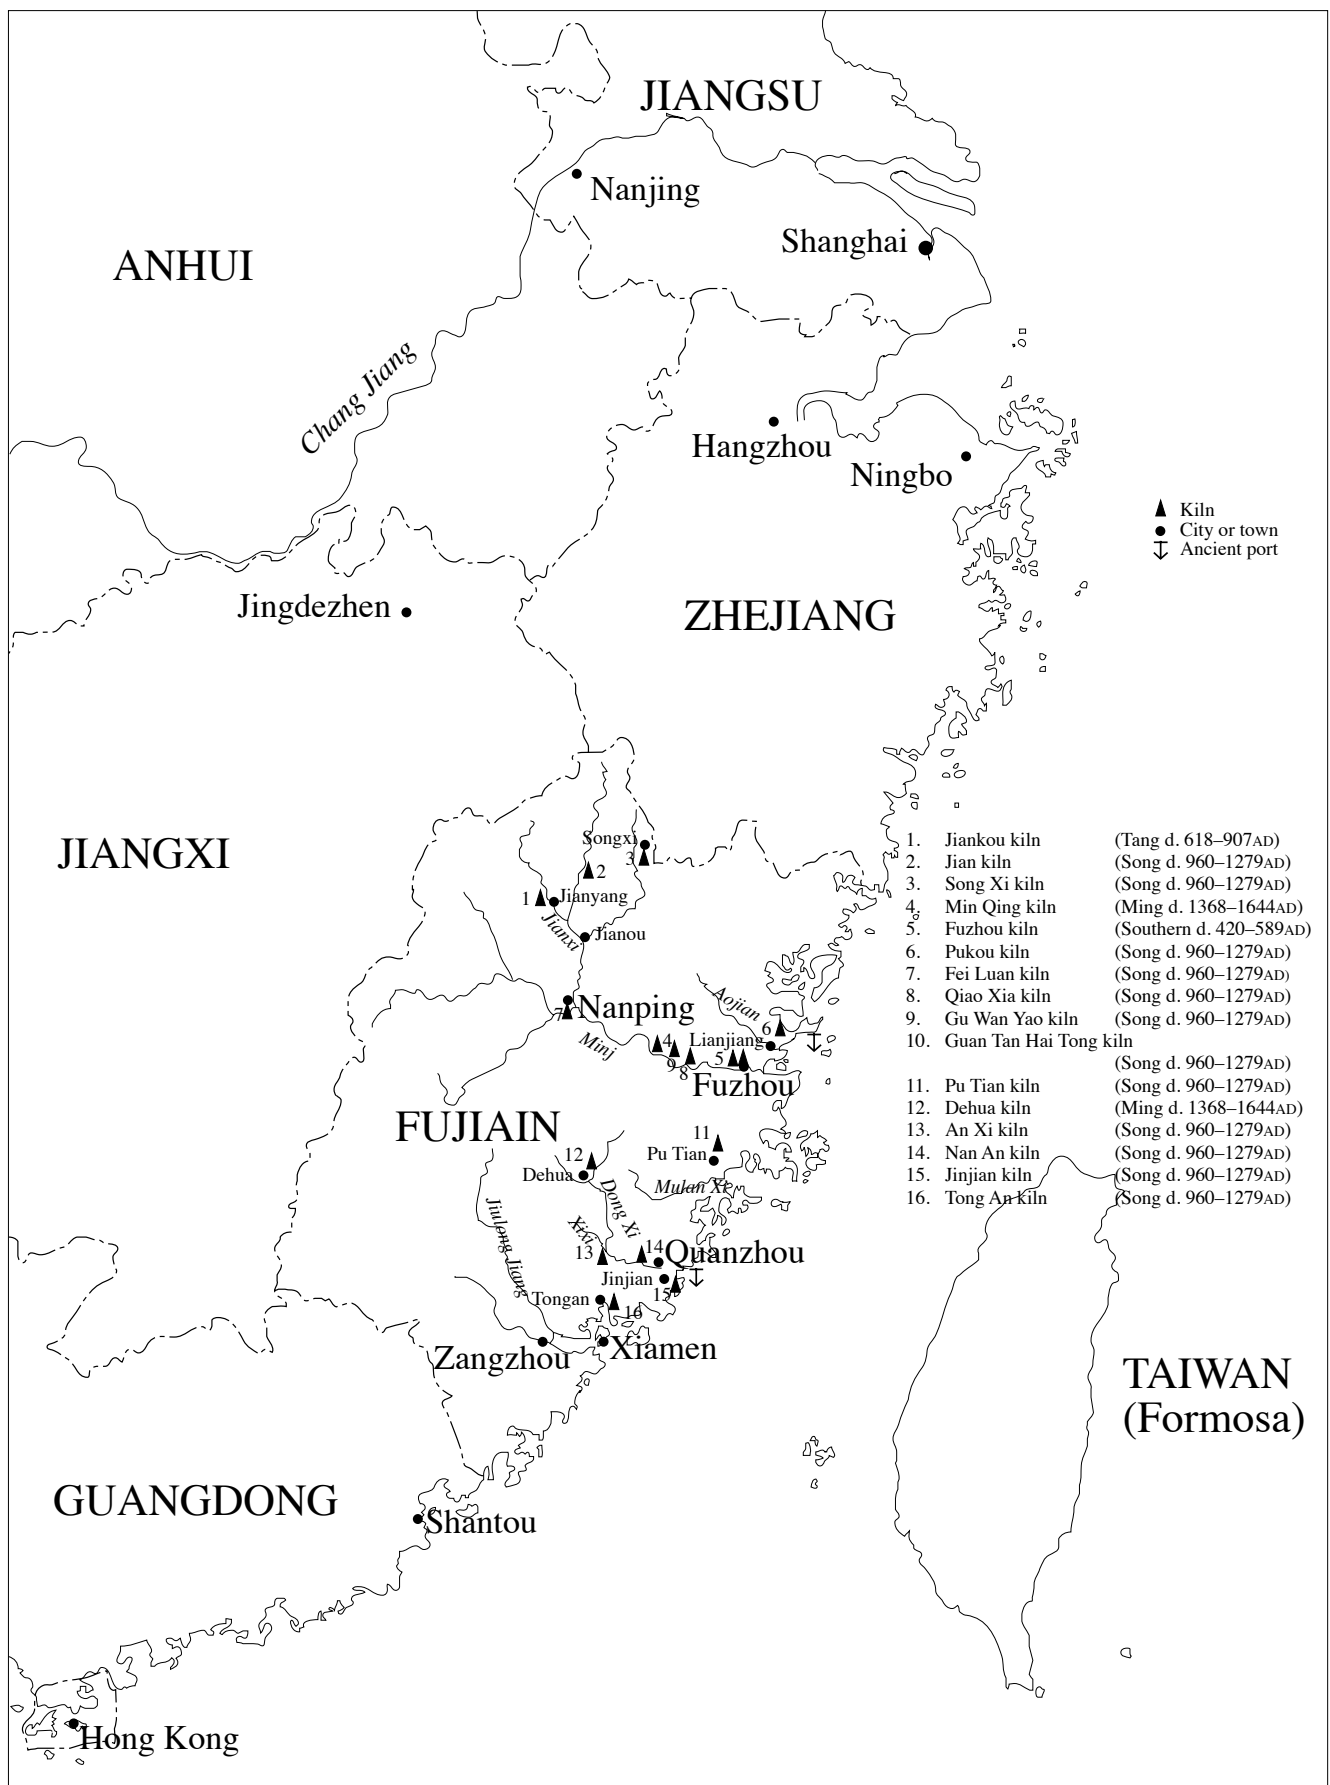 JIANGSU
Nanjing
Shanghai
ANHUI
Chang Jiang
Hangzhou
Ningbo
Kiln
City or town
Ancient port
Jingdezhen
ZHEJIANG
JIANGXI
Songxi
3
2
1
Jianyang
Jianxi
Jianou
1. Jiankou kiln (Tang d. 618–907AD)
2. Jian kiln (Song d. 960–1279AD)
3. Song Xi kiln (Song d. 960–1279AD)
4. Min Qing kiln (Ming d. 1368–1644AD)
5. Fuzhou kiln (Southern d. 420–589AD)
6. Pukou kiln (Song d. 960–1279AD)
7. Fei Luan kiln (Song d. 960–1279AD)
8. Qiao Xia kiln (Song d. 960–1279AD)
9. Gu Wan Yao kiln (Song d. 960–1279AD)
10. Guan Tan Hai Tong kiln
(Song d. 960–1279AD)
11. Pu Tian kiln (Song d. 960–1279AD)
12. Dehua kiln (Ming d. 1368–1644AD)
13. An Xi kiln (Song d. 960–1279AD)
14. Nan An kiln (Song d. 960–1279AD)
15. Jinjian kiln (Song d. 960–1279AD)
16. Tong An kiln (Song d. 960–1279AD)
Nanping
7
Aojian
6
Minj
4
Lianjiang
9
8
5
Fuzhou
FUJIAIN
11
12
Pu Tian
Dehua
Mulan Xi
Dong Xi
Jiulong Jiang
Xixi
13
14
Quanzhou
Jinjian
15
Tongan
16
Zangzhou
Xiamen
TAIWAN
(Formosa)
GUANGDONG
Shantou
Hong Kong